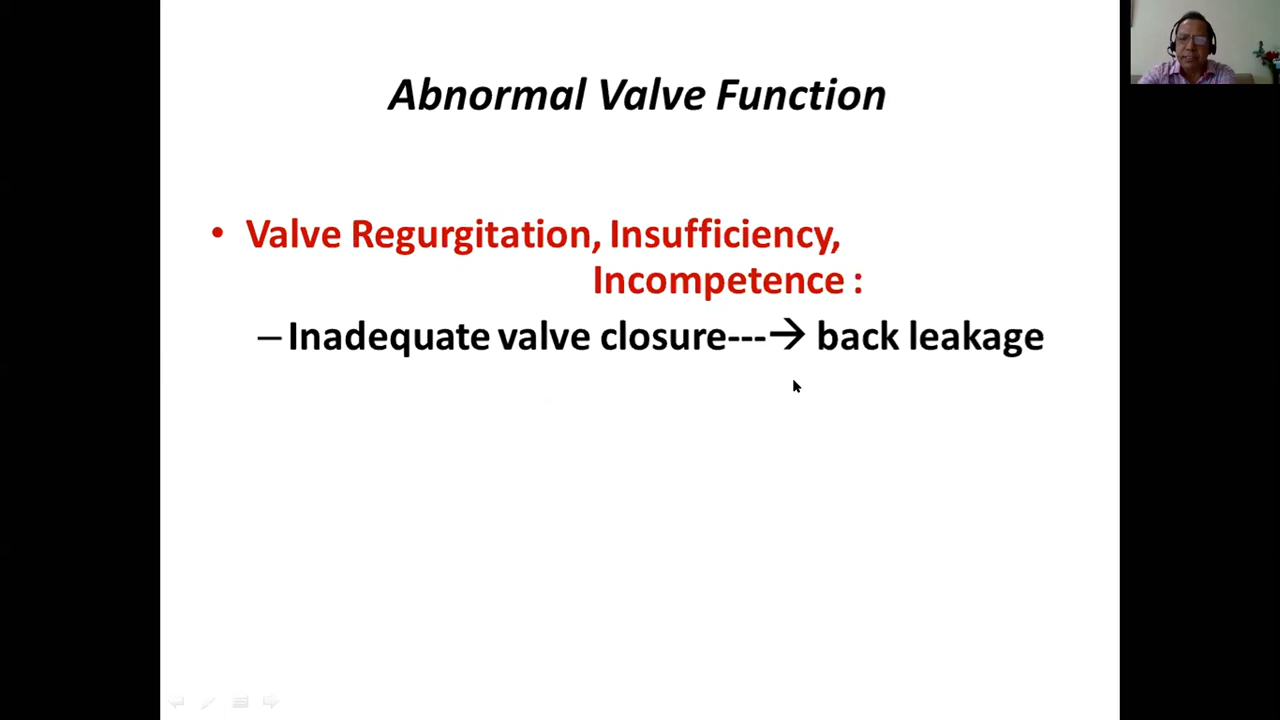 Abnormal Valve Function
• Valve Regurgitation, Insufficiency,
Incompetence :
– Inadequate valve closure---→ back leakage